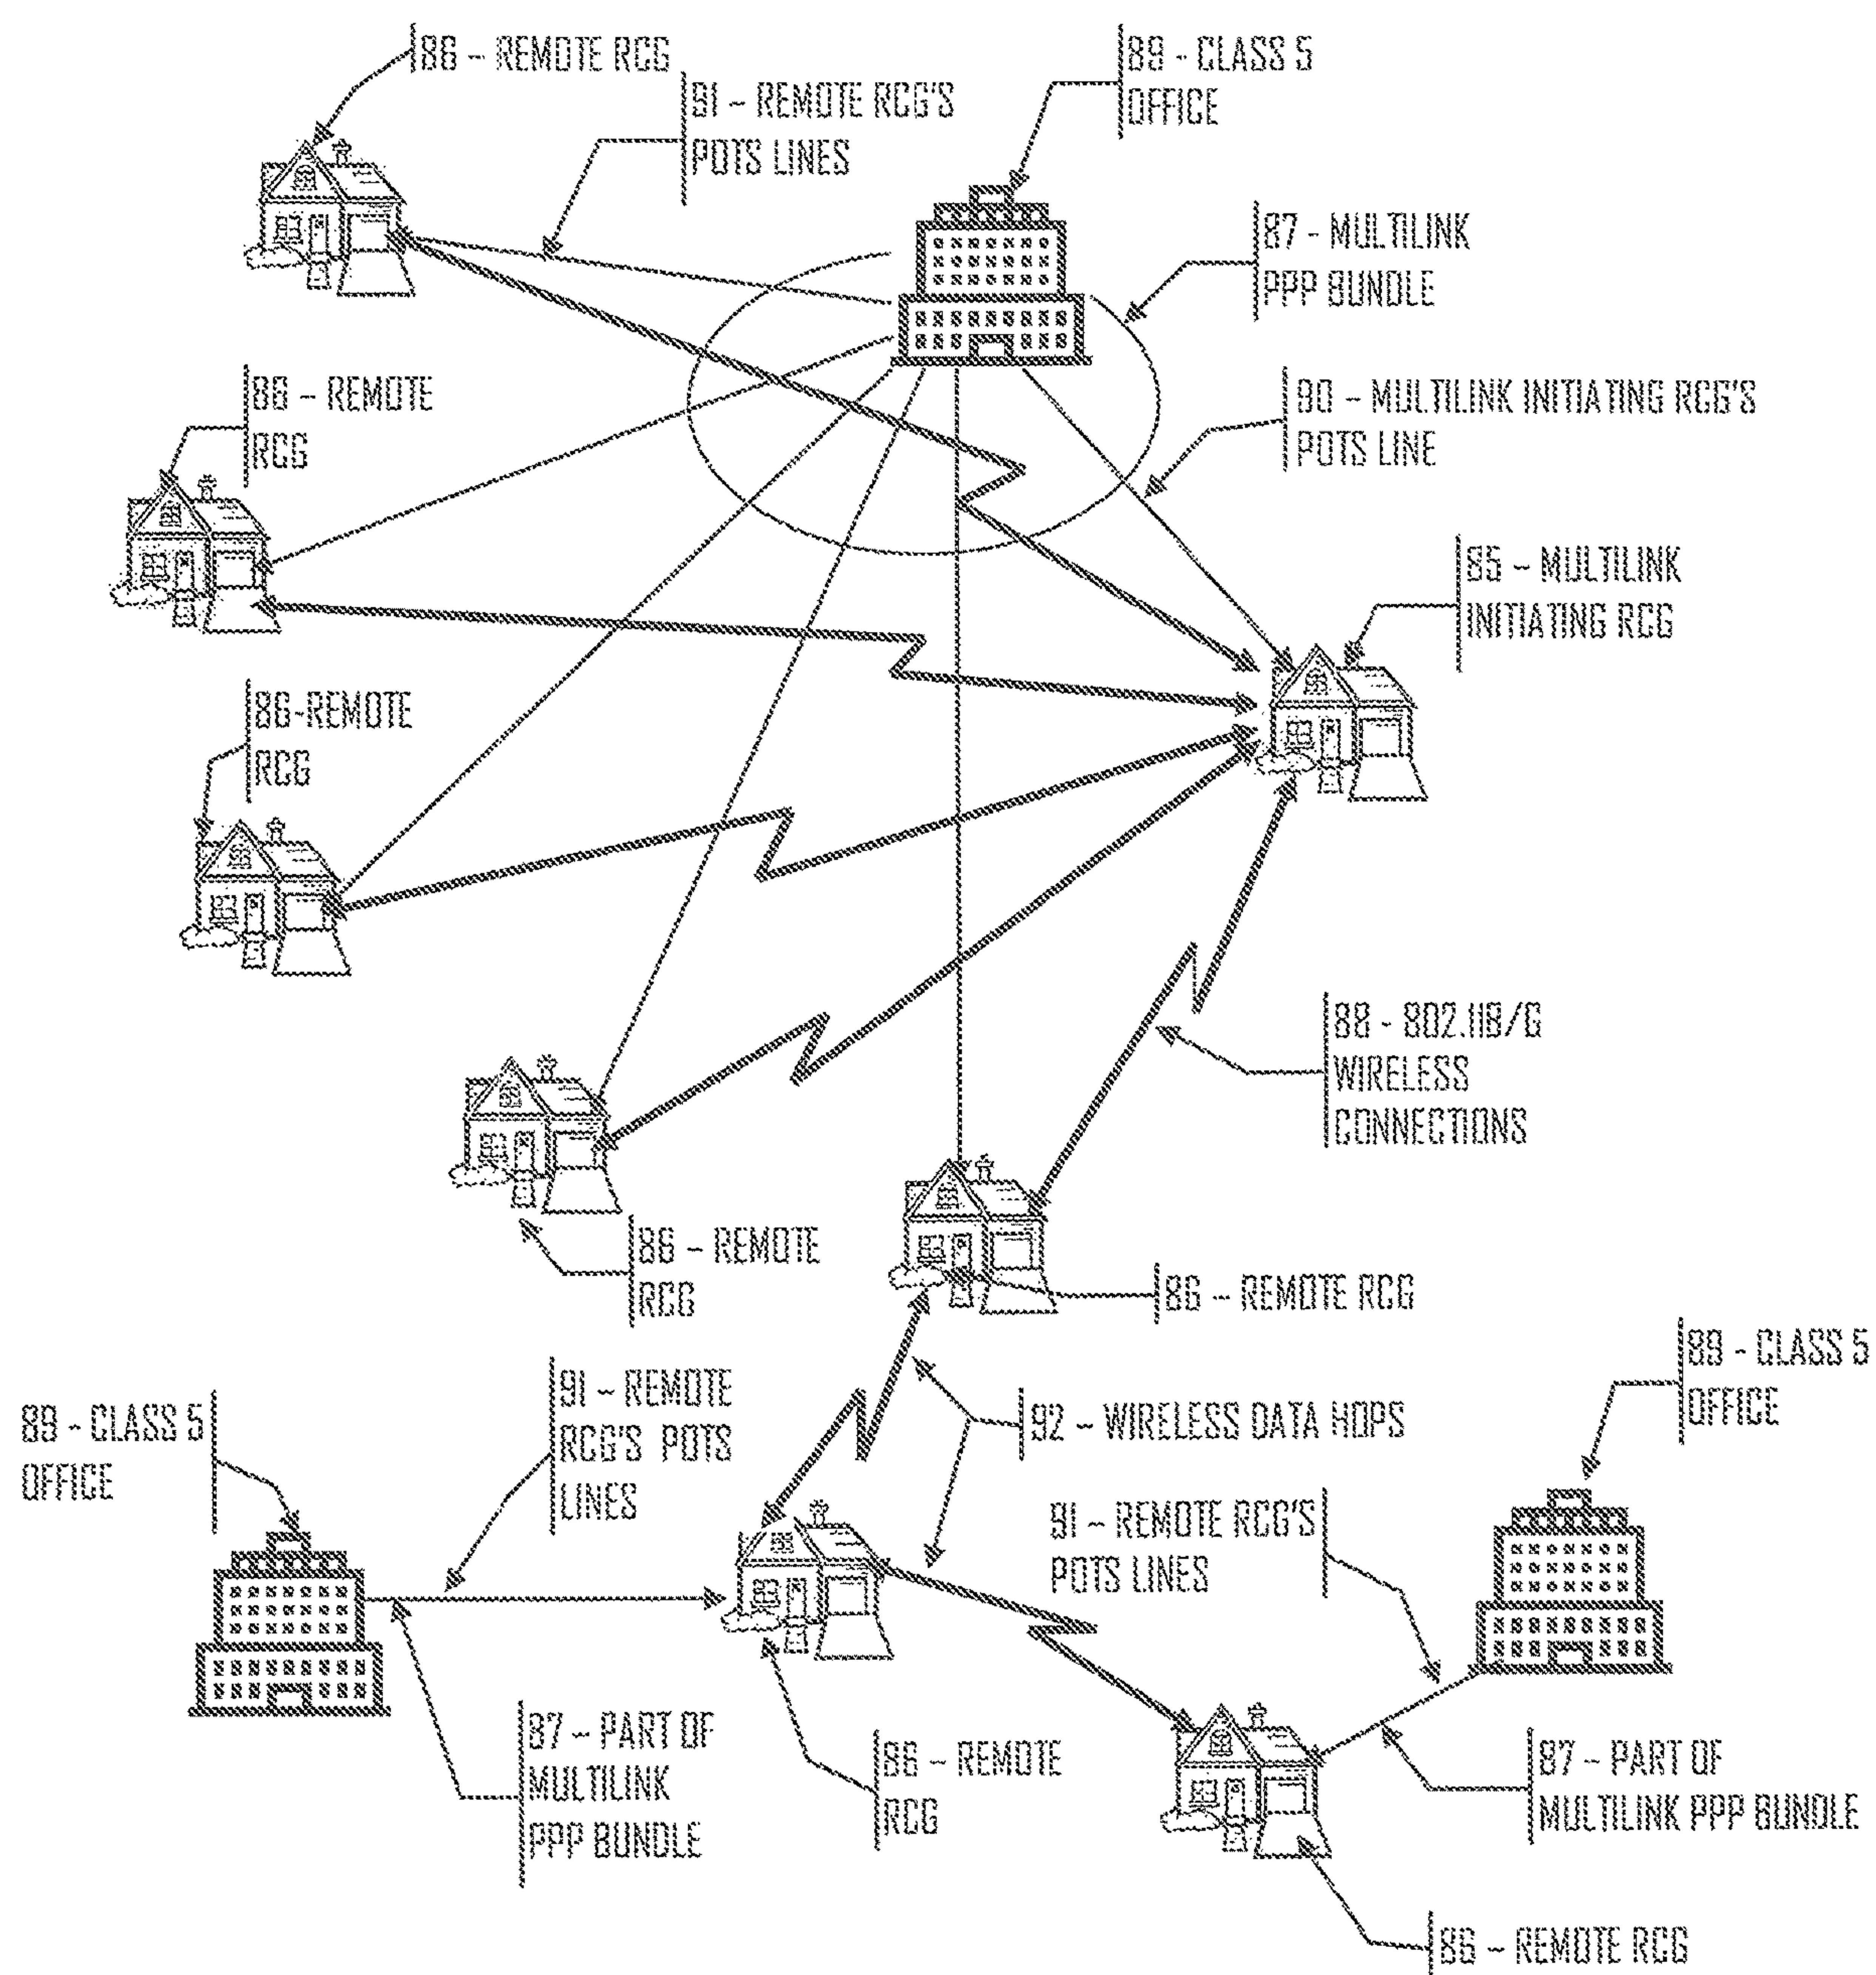 86 - REMOTE RCG
91 - REMOTE RCG'S
POTS LINES
89 - CLASS 5
OFFICE
87 - MULTILINK
PPP BUNDLE
86 - REMOTE
RCG
90 - MULTILINK INITIATING RCG'S
POTS LINE
85 - MULTILINK
INITIATING RCG
86-REMOTE
RCG
88 - 802.11B/G
WIRELESS
CONNECTIONS
86 - REMOTE
RCG
86 - REMOTE RCG
89 - CLASS 5
OFFICE
91 - REMOTE
RCG'S POTS
LINES
92 - WIRELESS DATA HOPS
89 - CLASS 5
OFFICE
91 - REMOTE RCG'S
POTS LINES
87 - PART OF
MULTILINK
PPP BUNDLE
86 - REMOTE
RCG
87 - PART OF
MULTILINK PPP BUNDLE
86 - REMOTE RCG